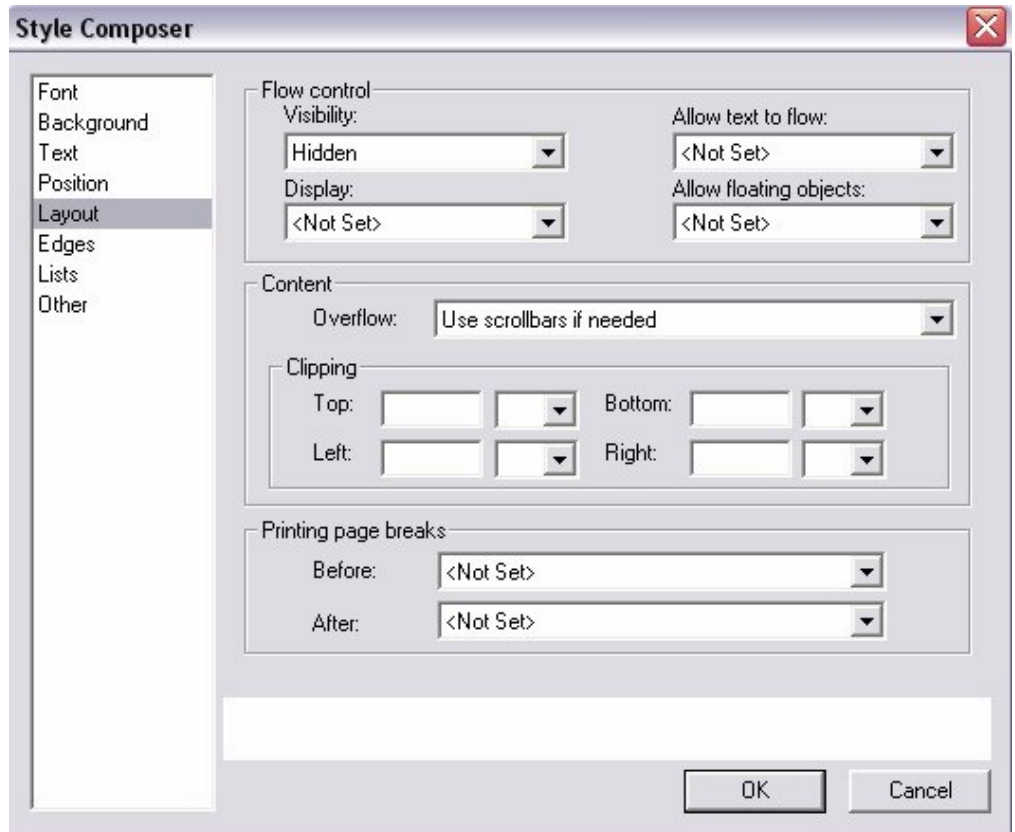 Style Composer
Font
Background
Text
Position
Layout
Edges
Lists
Other
Flow control
Visibility:
Allow text to flow:
Hidden
<Not Set>
Display:
Allow floating objects:
<Not Set>
<Not Set>
Content
Overflow:
Use scrollbars if needed
Clipping
Top:
Bottom:
Left:
Right:
Printing page breaks
Before:
<Not Set>
After:
<Not Set>
OK
Cancel